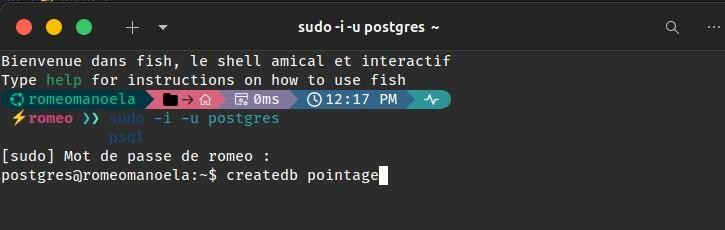 sudo -i -u postgres ~
Bienvenue dans fish, le shell amical et interactif
Type help for instructions on how to use fish
romeomanoela 0ms 12:17 PM
romeo ❯❯ sudo -i -u postgres
psql
[sudo] Mot de passe de romeo :
postgres@romeomanoela:~$ createdb pointage